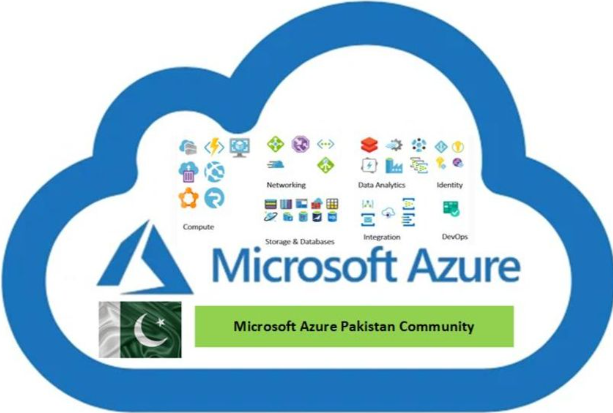 Networking
Data Analytics
Identity
Compute
Storage & Databases
Integration
DevOps
Microsoft Azure
Microsoft Azure Pakistan Community